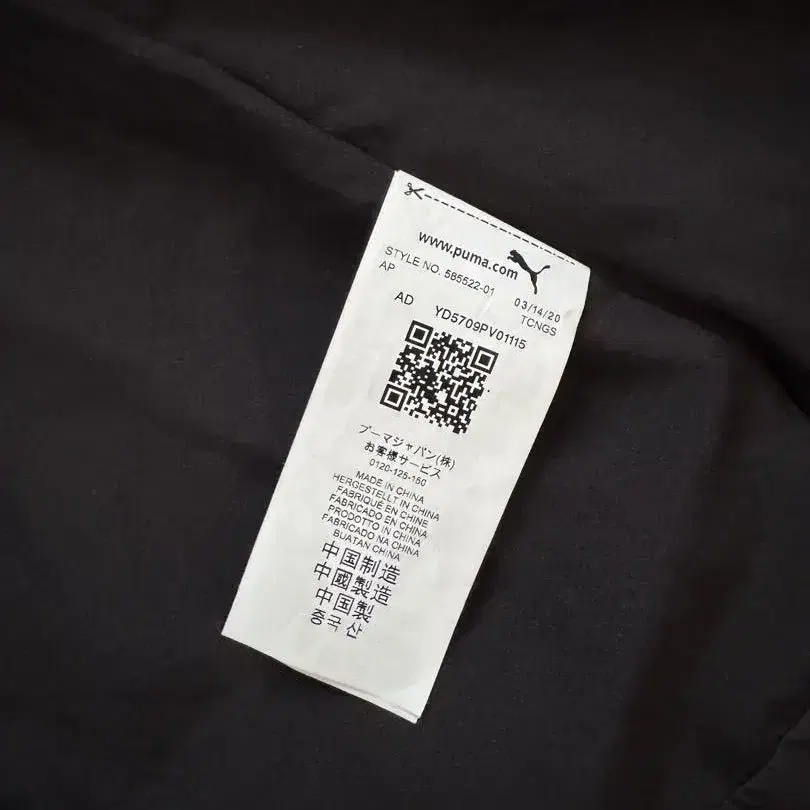 www.puma.com
STYLE NO. 585522-01 03/14/20
AP TCNGS
AD YD5709PV01115
プーマジャパン(株)
お客様サービス
0120-125-150
MADE IN CHINA
HERGESTELLT IN CHINA
FABRIQUÉ EN CHINE
FABRICADO EN CHINA
PRODOTTO IN CHINA
FABRICADO NA CHINA
BUATAN CHINA
中国制造
中國製造
中国製
중국 산